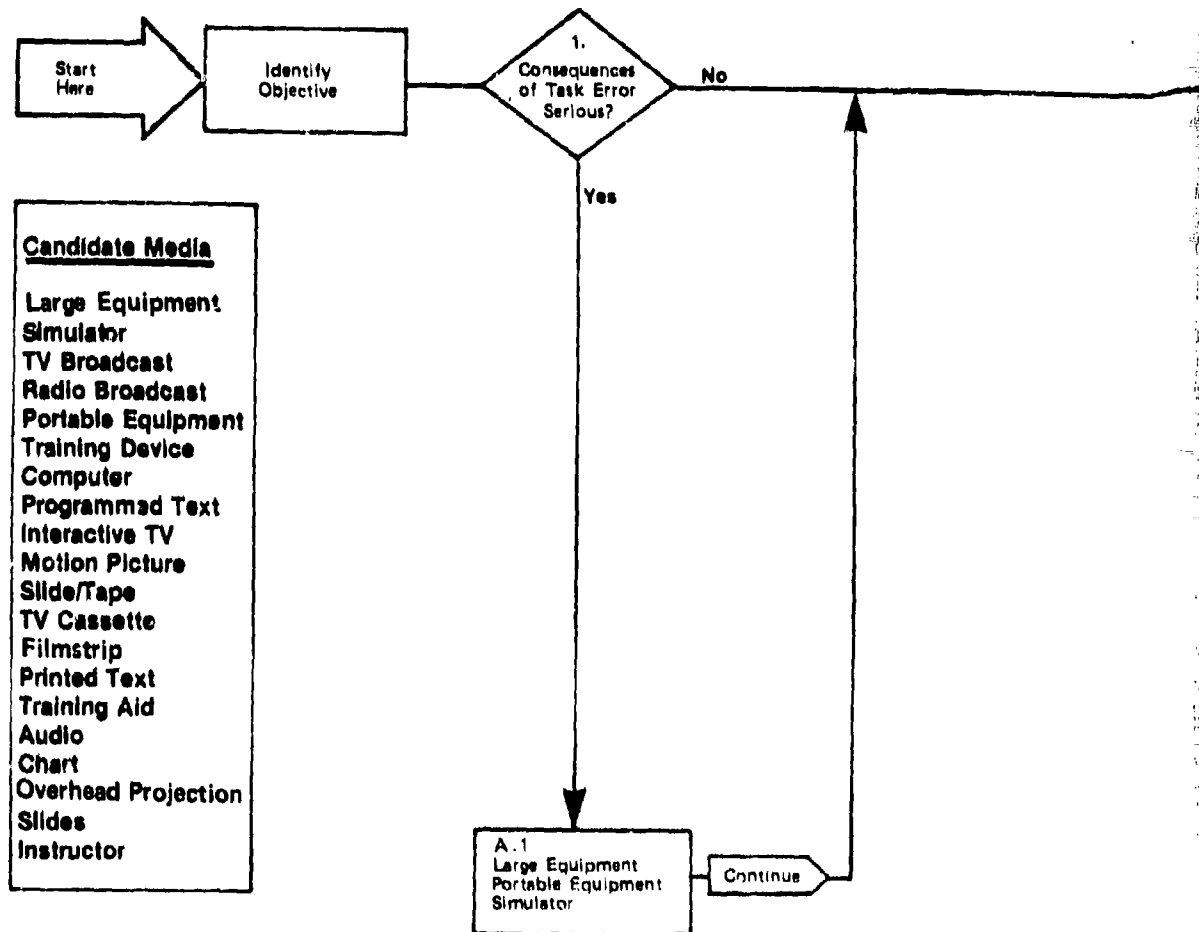 Start
Here
Identify
Objective
1.
Consequences
of Task Error
Serious?
No
Yes
Candidate Media
Large Equipment
Simulator
TV Broadcast
Radio Broadcast
Portable Equipment
Training Device
Computer
Programmed Text
Interactive TV
Motion Picture
Slide/Tape
TV Cassette
Filmstrip
Printed Text
Training Aid
Audio
Chart
Overhead Projection
Slides
Instructor
A.1
Large Equipment
Portable Equipment
Simulator
Continue